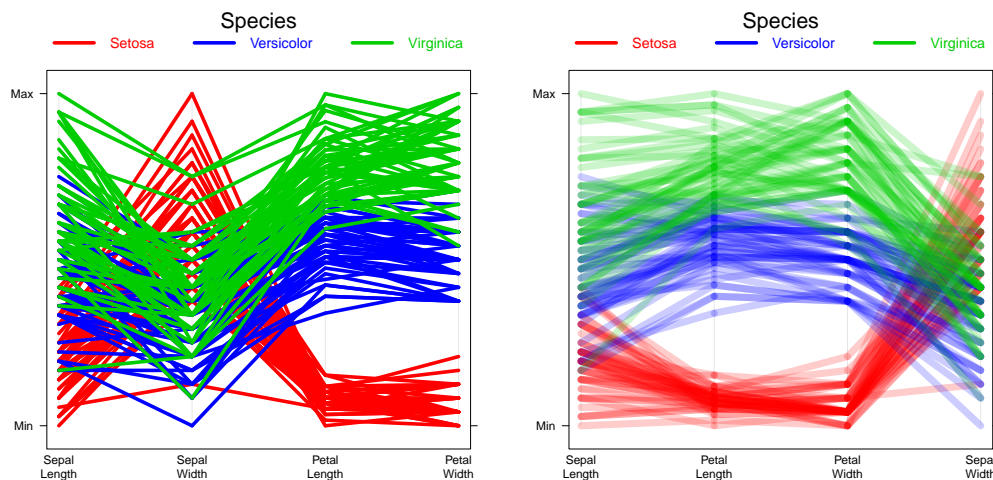 Species
Setosa Versicolor Virginica
Max
Min
Sepal Length
Sepal Width
Petal Length
Petal Width
Species
Setosa Versicolor Virginica
Max
Min
Sepal Length
Petal Length
Petal Width
Sepa Widt